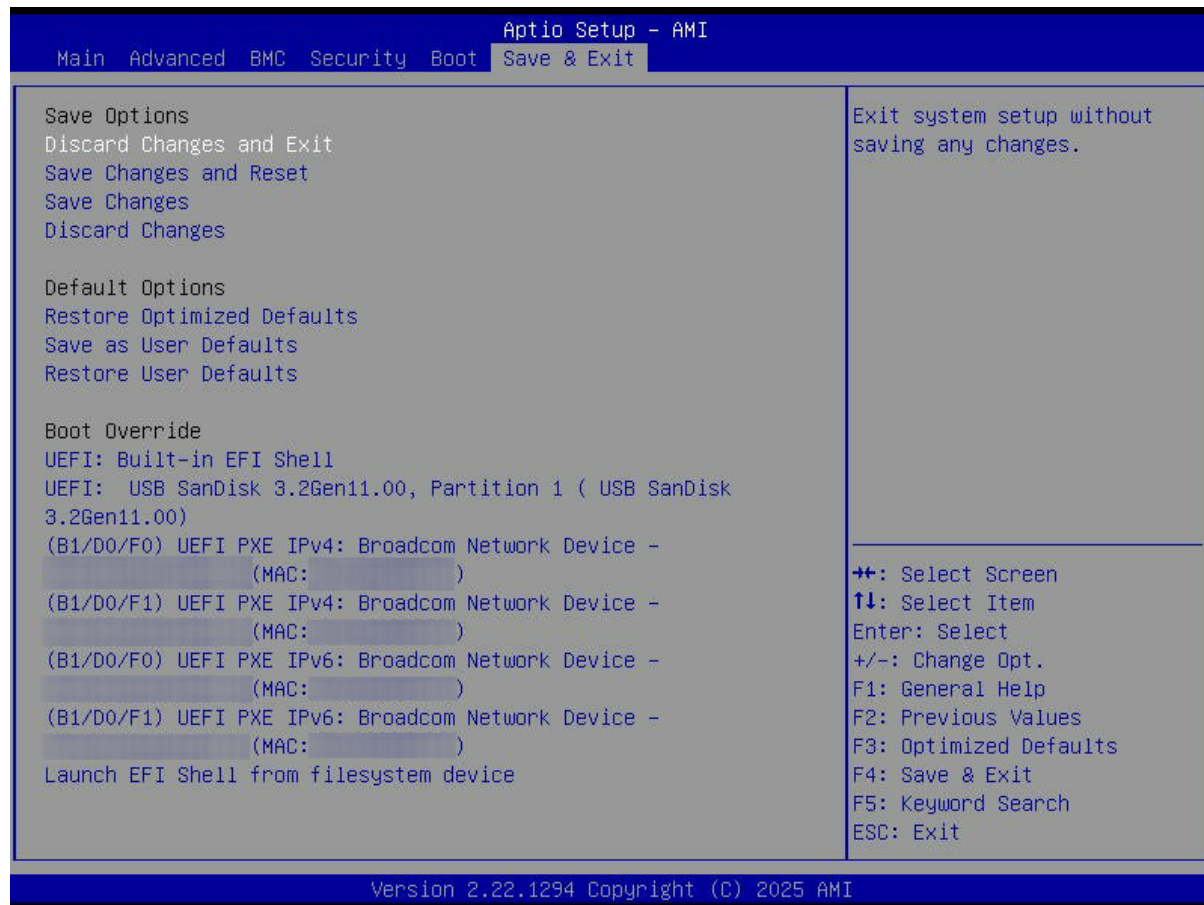 Aptio Setup – AMI
Main Advanced BMC Security Boot Save & Exit
Save Options
Discard Changes and Exit
Save Changes and Reset
Save Changes
Discard Changes
Default Options
Restore Optimized Defaults
Save as User Defaults
Restore User Defaults
Boot Override
UEFI: Built-in EFI Shell
UEFI:  USB SanDisk 3.2Gen11.00, Partition 1 ( USB SanDisk
3.2Gen11.00)
(B1/D0/F0) UEFI PXE IPv4: Broadcom Network Device –
(MAC: )
(B1/D0/F1) UEFI PXE IPv4: Broadcom Network Device –
(MAC: )
(B1/D0/F0) UEFI PXE IPv6: Broadcom Network Device –
(MAC: )
(B1/D0/F1) UEFI PXE IPv6: Broadcom Network Device –
(MAC: )
Launch EFI Shell from filesystem device
Exit system setup without
saving any changes.
→←: Select Screen
↑↓: Select Item
Enter: Select
+/-: Change Opt.
F1: General Help
F2: Previous Values
F3: Optimized Defaults
F4: Save & Exit
F5: Keyword Search
ESC: Exit
Version 2.22.1294 Copyright (C) 2025 AMI